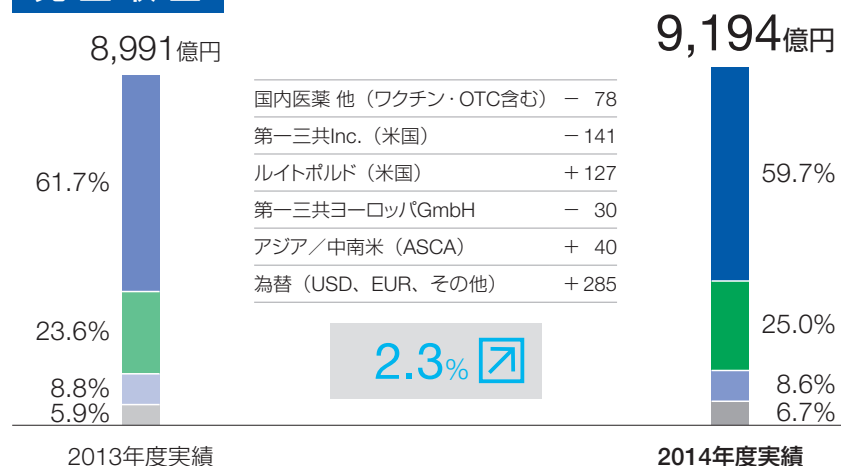 8,991億円
9,194億円
国内医薬 他（ワクチン・OTC含む） − 78
第一三共Inc.（米国） − 141
ルイトポルド（米国） + 127
第一三共ヨーロッパGmbH − 30
アジア／中南米（ASCA） + 40
為替（USD、EUR、その他） + 285
61.7%
23.6%
8.8%
5.9%
2.3%
59.7%
25.0%
8.6%
6.7%
2013年度実績
2014年度実績